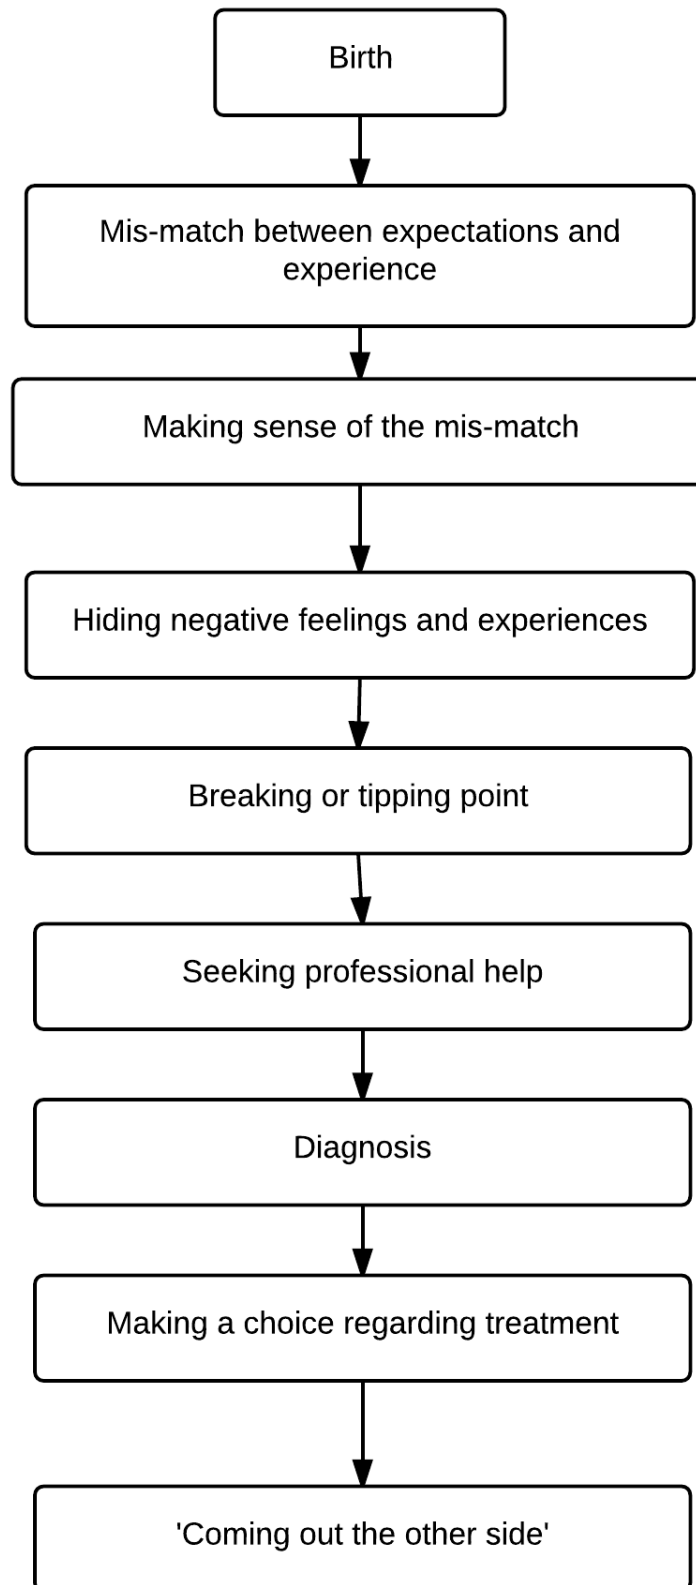 Birth
Mis-match between expectations and
experience
Making sense of the mis-match
Hiding negative feelings and experiences
Breaking or tipping point
Seeking professional help
Diagnosis
Making a choice regarding treatment
'Coming out the other side'